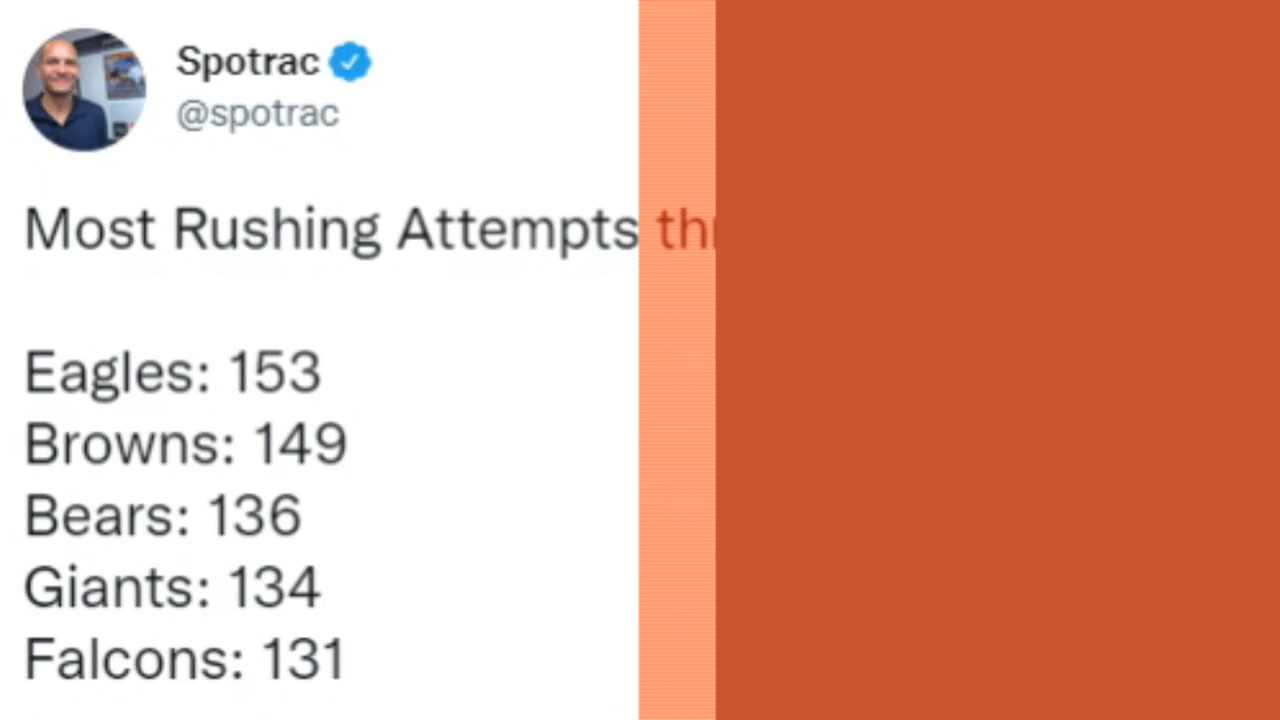 Spotrac
@spotrac
Most Rushing Attempts
Eagles: 153
Browns: 149
Bears: 136
Giants: 134
Falcons: 131